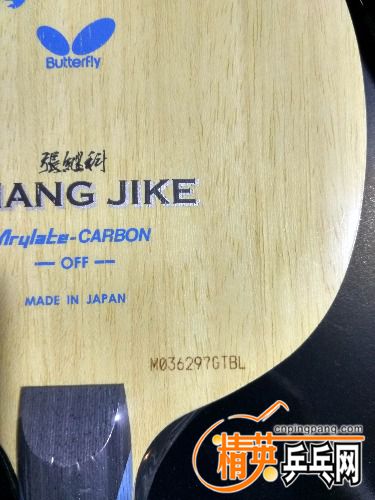 Butterfly
張継科
HANG JIKE
Arylate-CARBON
OFF
MADE IN JAPAN
M036297GTBL
cnpingpang.com
精英乒乓网